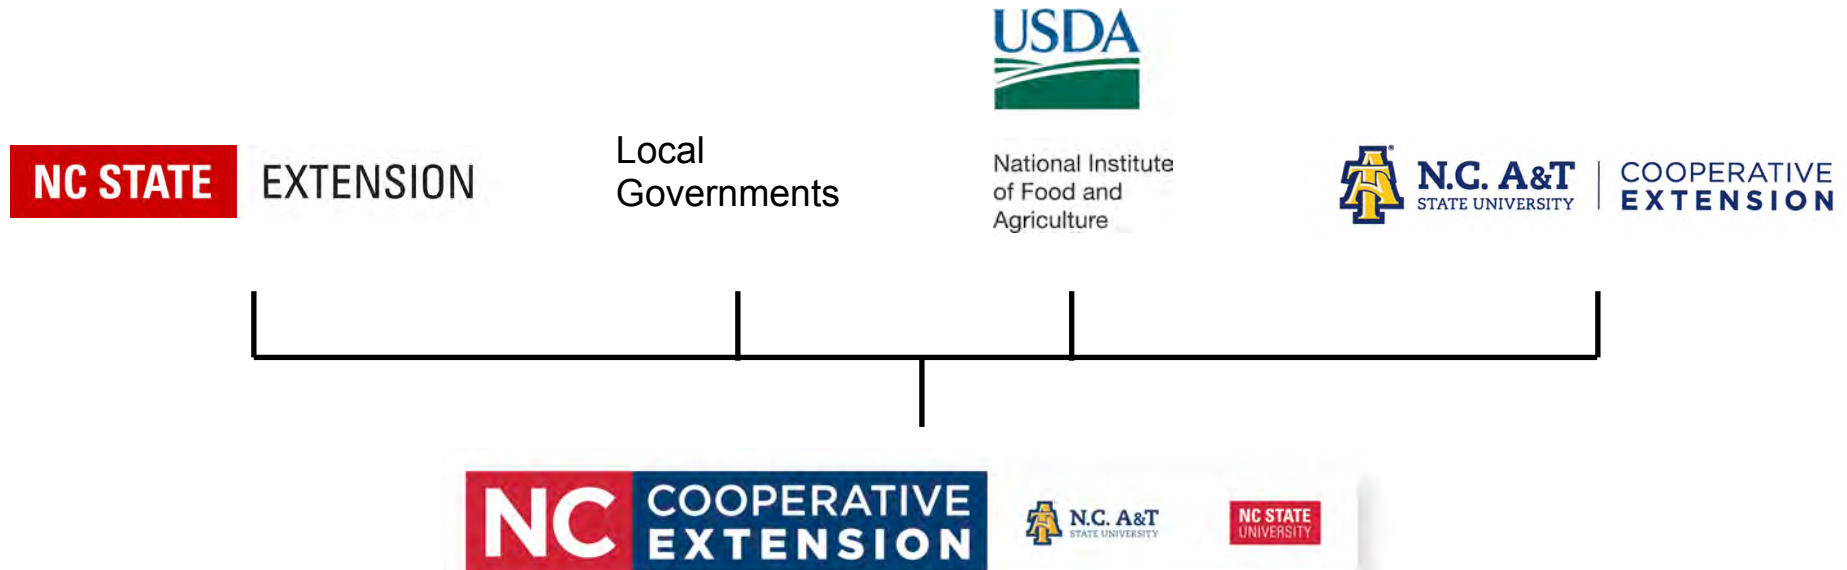 USDA
NC STATE EXTENSION
Local
Governments
National Institute
of Food and
Agriculture
N.C. A&T
STATE UNIVERSITY
COOPERATIVE
EXTENSION
NC COOPERATIVE
EXTENSION
N.C. A&T
STATE UNIVERSITY
NC STATE
UNIVERSITY